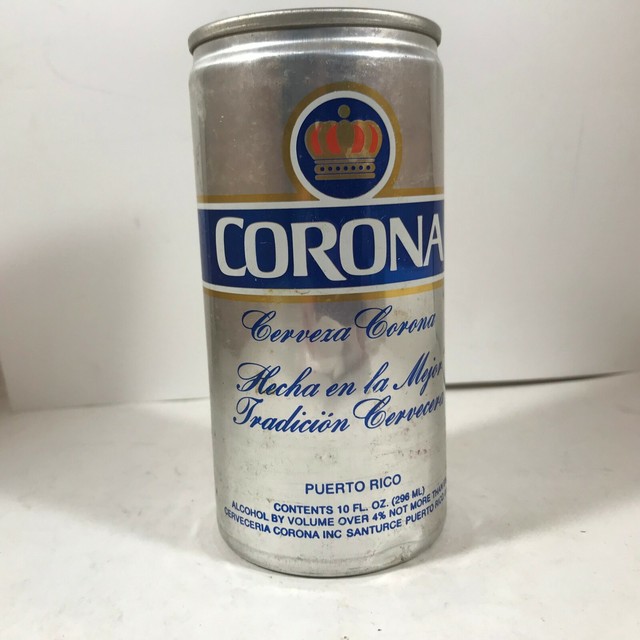 CORONA
Cerveza Corona
Hecha en la Mejor
Tradición Cervecera
PUERTO RICO
CONTENTS 10 FL. OZ. (296 ML)
ALCOHOL BY VOLUME OVER 4% NOT MORE THAN
CERVECERIA CORONA INC SANTURCE PUERTO RICO